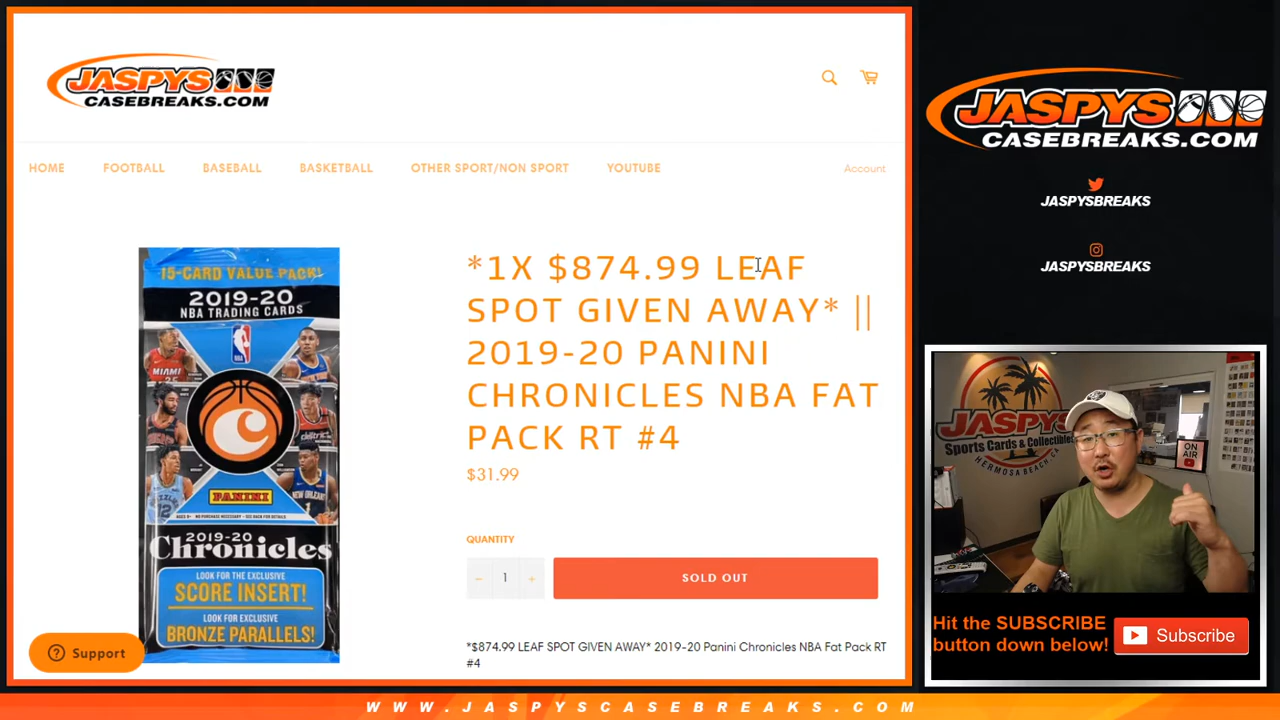 JASPYS
CASEBREAKS.COM
HOME
FOOTBALL
BASEBALL
BASKETBALL
OTHER SPORT/NON SPORT
YOUTUBE
Account
15-CARD VALUE PACK!
2019-20
NBA TRADING CARDS
MIAMI
PANINI
NEW ORLEANS
2019-20
Chronicles
LOOK FOR THE EXCLUSIVE
SCORE INSERT!
LOOK FOR EXCLUSIVE
BRONZE PARALLELS!
Support
*1X $874.99 LEAF
SPOT GIVEN AWAY* ||
2019-20 PANINI
CHRONICLES NBA FAT
PACK RT #4
$31.99
QUANTITY
− 1 +
SOLD OUT
*$874.99 LEAF SPOT GIVEN AWAY* 2019-20 Panini Chronicles NBA Fat Pack RT
#4
JASPYS
CASEBREAKS.COM
JASPYSBREAKS
JASPYSBREAKS
JASPYS
Sports Cards & Collectibles
HERMOSA BEACH, CA
ON AIR
Hit the SUBSCRIBE
button down below!
Subscribe
WWW.JASPYSCASEBREAKS.COM